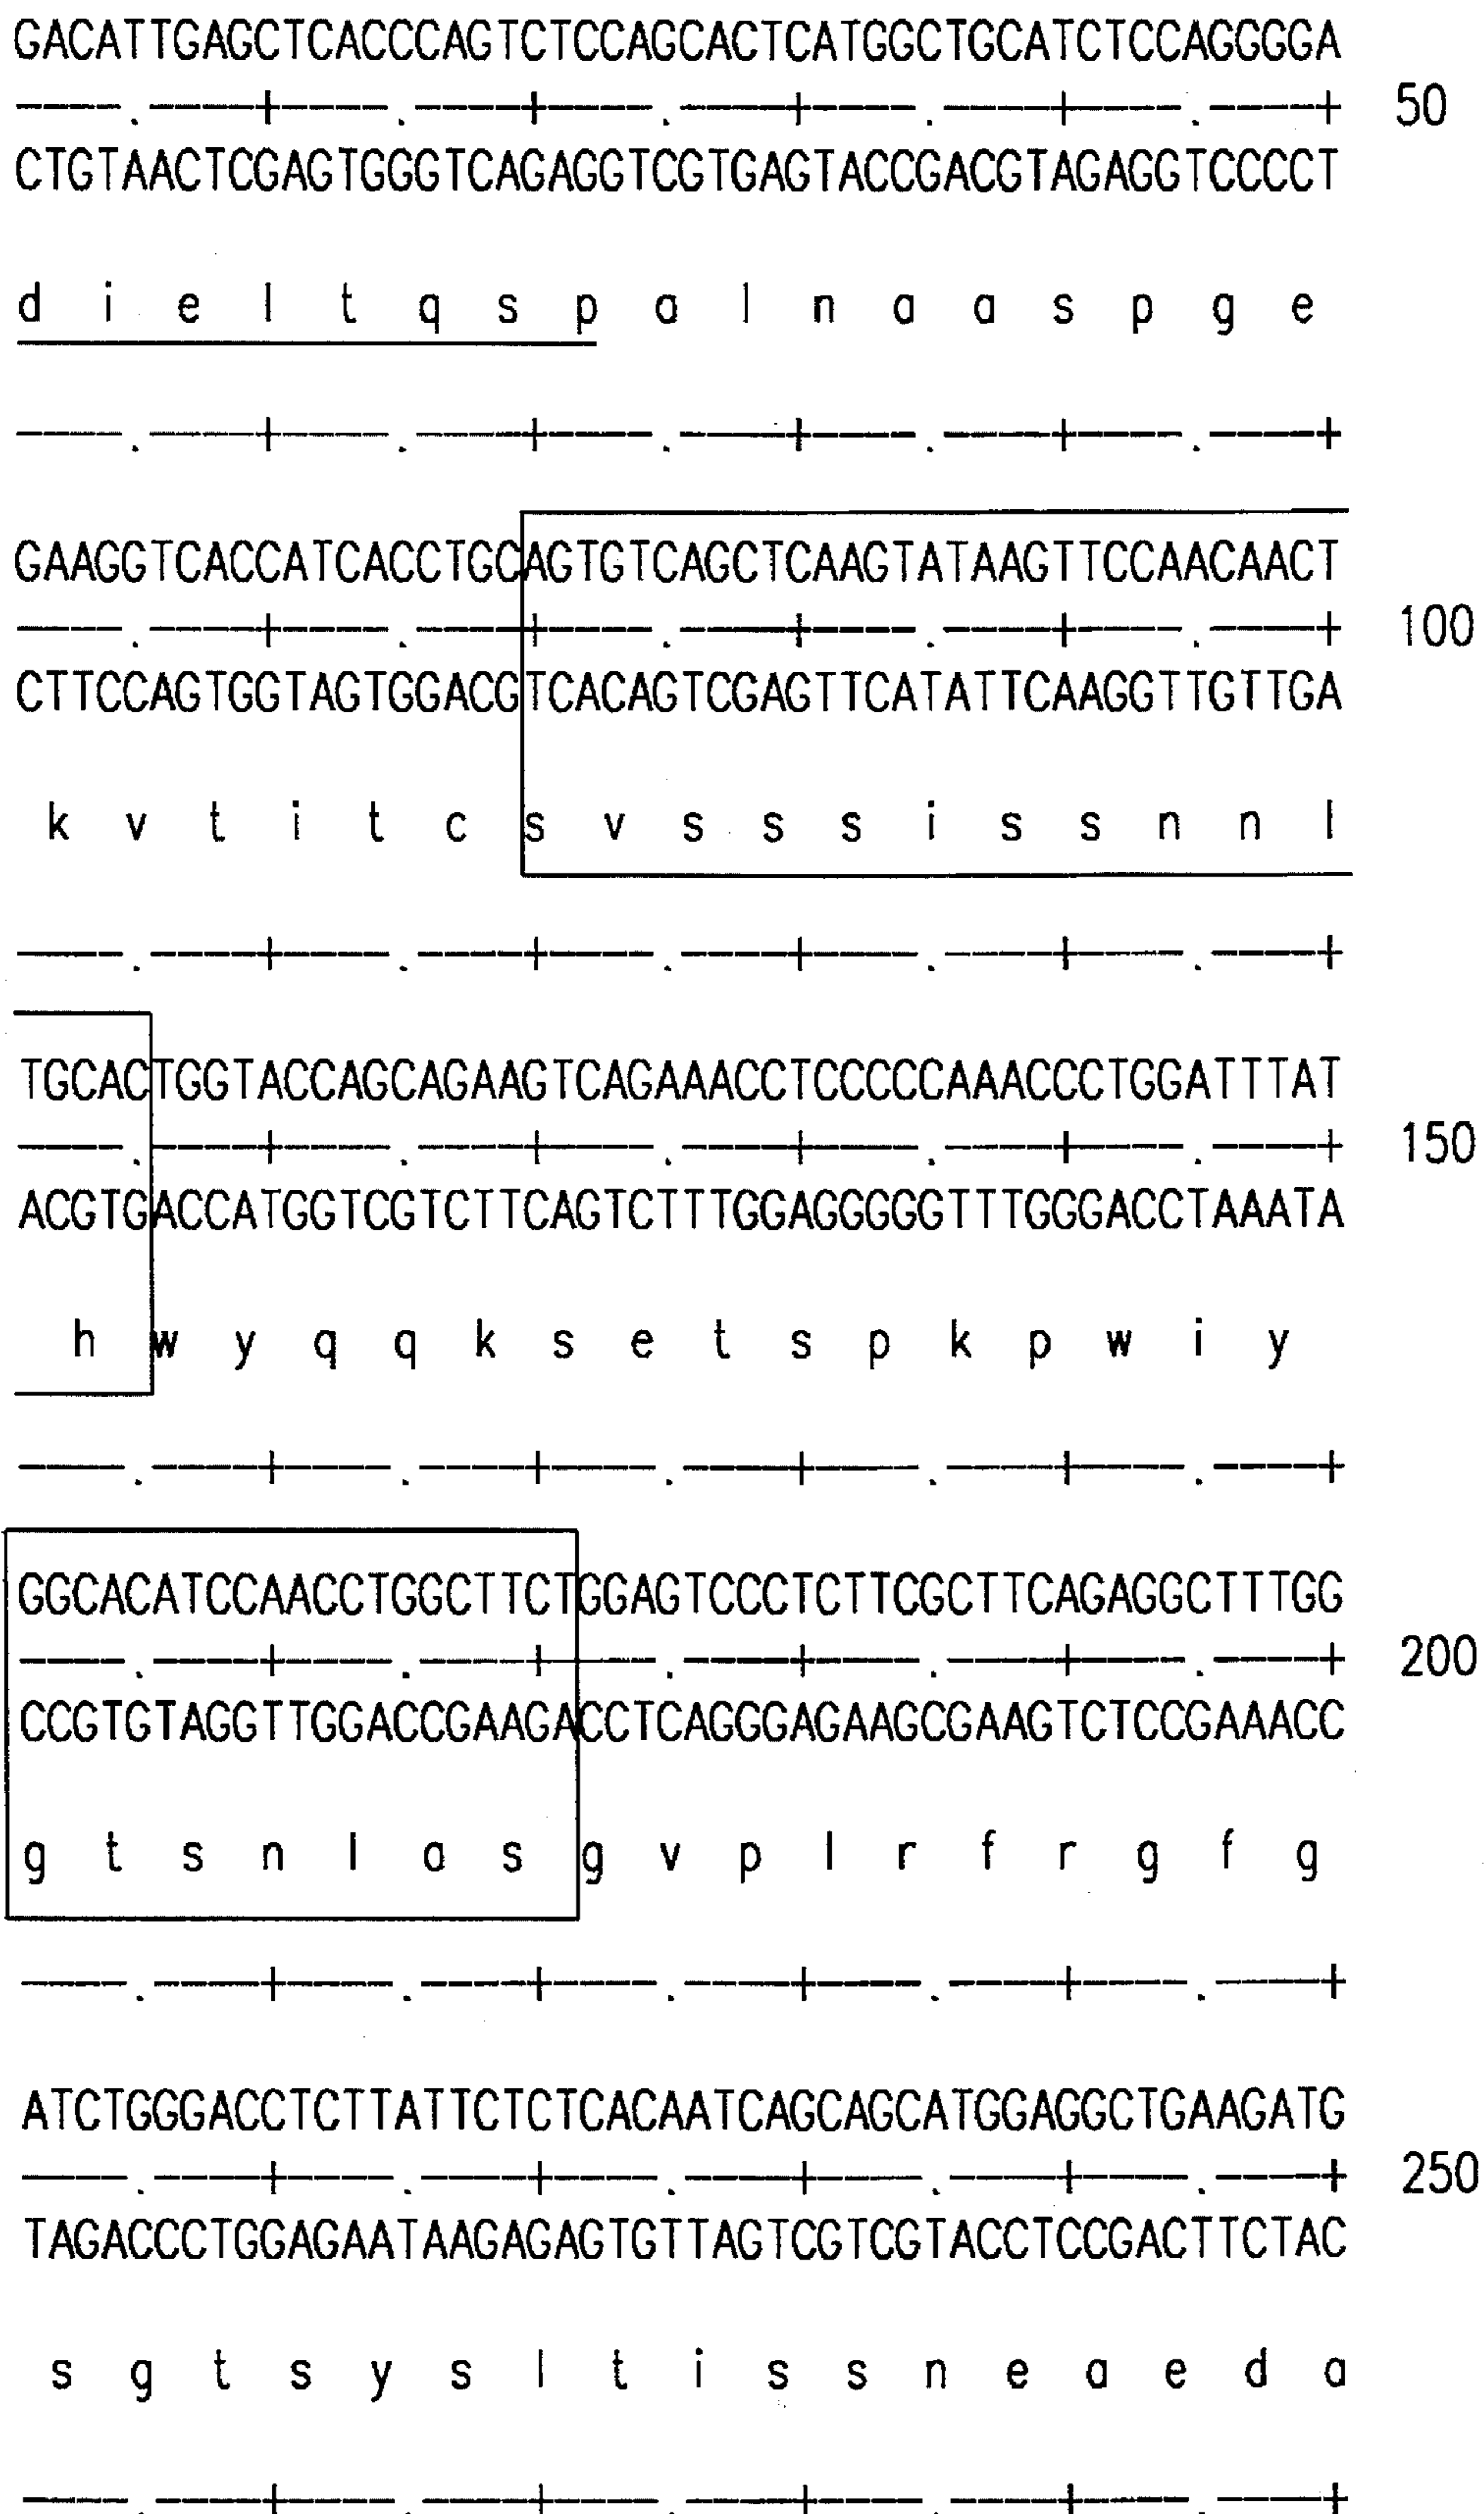 GACATTGAGCTCACCCAGTCTCCAGCACTCATGGCTGCATCTCCAGGGGA
----.----+----.----+----.----+----.----+----.----+ 50
CTGTAACTCGAGTGGGTCAGAGGTCGTGAGTACCGACGTAGAGGTCCCCT
d i e l t q s p a l n a a s p g e
----.----+----.----+----.----+----.----+----.----+
GAAGGTCACCATCACCTGCAGTGTCAGCTCAAGTATAAGTTCCAACAACT
----.----+----.----+----.----+----.----+----.----+ 100
CTTCCAGTGGTAGTGGACGTCACAGTCGAGTTCATATTCAAGGTTGTTGA
k v t i t c s v s s s i s s n n l
----.----+----.----+----.----+----.----+----.----+
TGCACTGGTACCAGCAGAAGTCAGAAACCTCCCCCAAACCCTGGATTTAT
----.----+----.----+----.----+----.----+----.----+ 150
ACGTGACCATGGTCGTCTTCAGTCTTTGGAGGGGGTTTGGGACCTAAATA
h w y q q k s e t s p k p w i y
----.----+----.----+----.----+----.----+----.----+
GGCACATCCAACCTGGCTTCTGGAGTCCCTCTTCGCTTCAGAGGCTTTGG
----.----+----.----+----.----+----.----+----.----+ 200
CCGTGTAGGTTGGACCGAAGACCTCAGGGAGAAGCGAAGTCTCCGAAACC
g t s n l a s g v p l r f r g f g
----.----+----.----+----.----+----.----+----.----+
ATCTGGGACCTCTTATTCTCTCACAATCAGCAGCATGGAGGCTGAAGATG
----.----+----.----+----.----+----.----+----.----+ 250
TAGACCCTGGAGAATAAGAGAGTGTTAGTCGTCGTACCTCCGACTTCTAC
s g t s y s l t i s s n e a e d a
----.----+----.----+----.----+----.----+----.----+